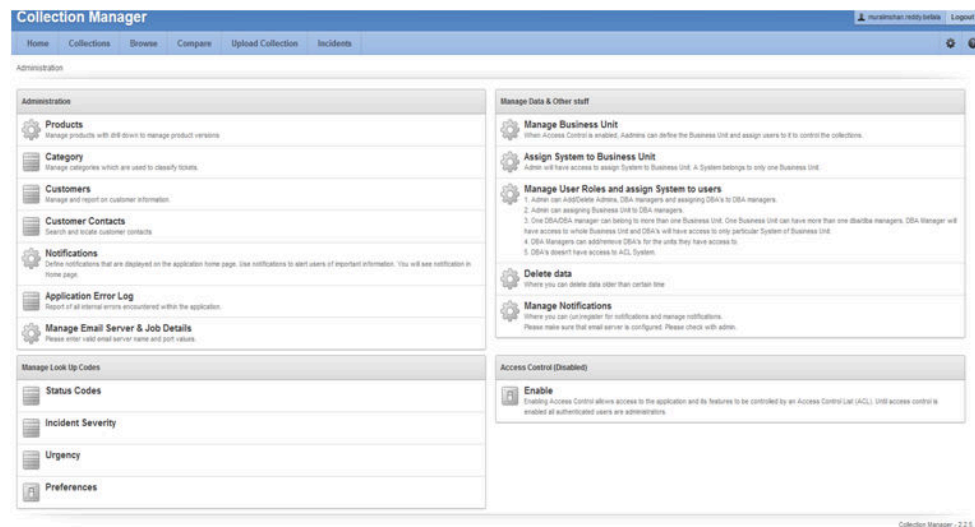 Collection Manager
muralimohan.reddy.bellala Logout
Home Collections Browse Compare Upload Collection Incidents
Administration
Administration
Products
Manage products with drill down to manage product versions
Category
Manage categories which are used to classify tickets.
Customers
Manage and report on customer information.
Customer Contacts
Search and locate customer contacts
Notifications
Define notifications that are displayed on the application home page. Use notifications to alert users of important information. You will see notification in
Home page.
Application Error Log
Report of all internal errors encountered within the application.
Manage Email Server & Job Details
Please enter valid email server name and port values.
Manage Look Up Codes
Status Codes
Incident Severity
Urgency
Preferences
Manage Data & Other stuff
Manage Business Unit
When Access Control is enabled, Aadmins can define the Business Unit and assign users to it to control the collections.
Assign System to Business Unit
Admin will have access to assign System to Business Unit. A System belongs to only one Business Unit.
Manage User Roles and assign System to users
1. Admin can Add/Delete Admins, DBA managers and assigning DBA's to DBA managers.
2. Admin can assigning Business Unit to DBA managers.
3. One DBA/DBA manager can belong to more than one Business Unit. One Business Unit can have more than one dba/dba managers. DBA Manager will
have access to whole Business Unit and DBA's will have access to only particular System of Business Unit
4. DBA Managers can add/remove DBA's for the units they have access to.
5. DBA's doesn't have access to ACL System.
Delete data
Where you can delete data older than certain time
Manage Notifications
Where you can (un)register for notifications and manage notifications.
Please make sure that email server is configured. Please check with admin.
Access Control (Disabled)
Enable
Enabling Access Control allows access to the application and its features to be controlled by an Access Control List (ACL). Until access control is
enabled all authenticated users are administrators.
Collection Manager - 2.2.5